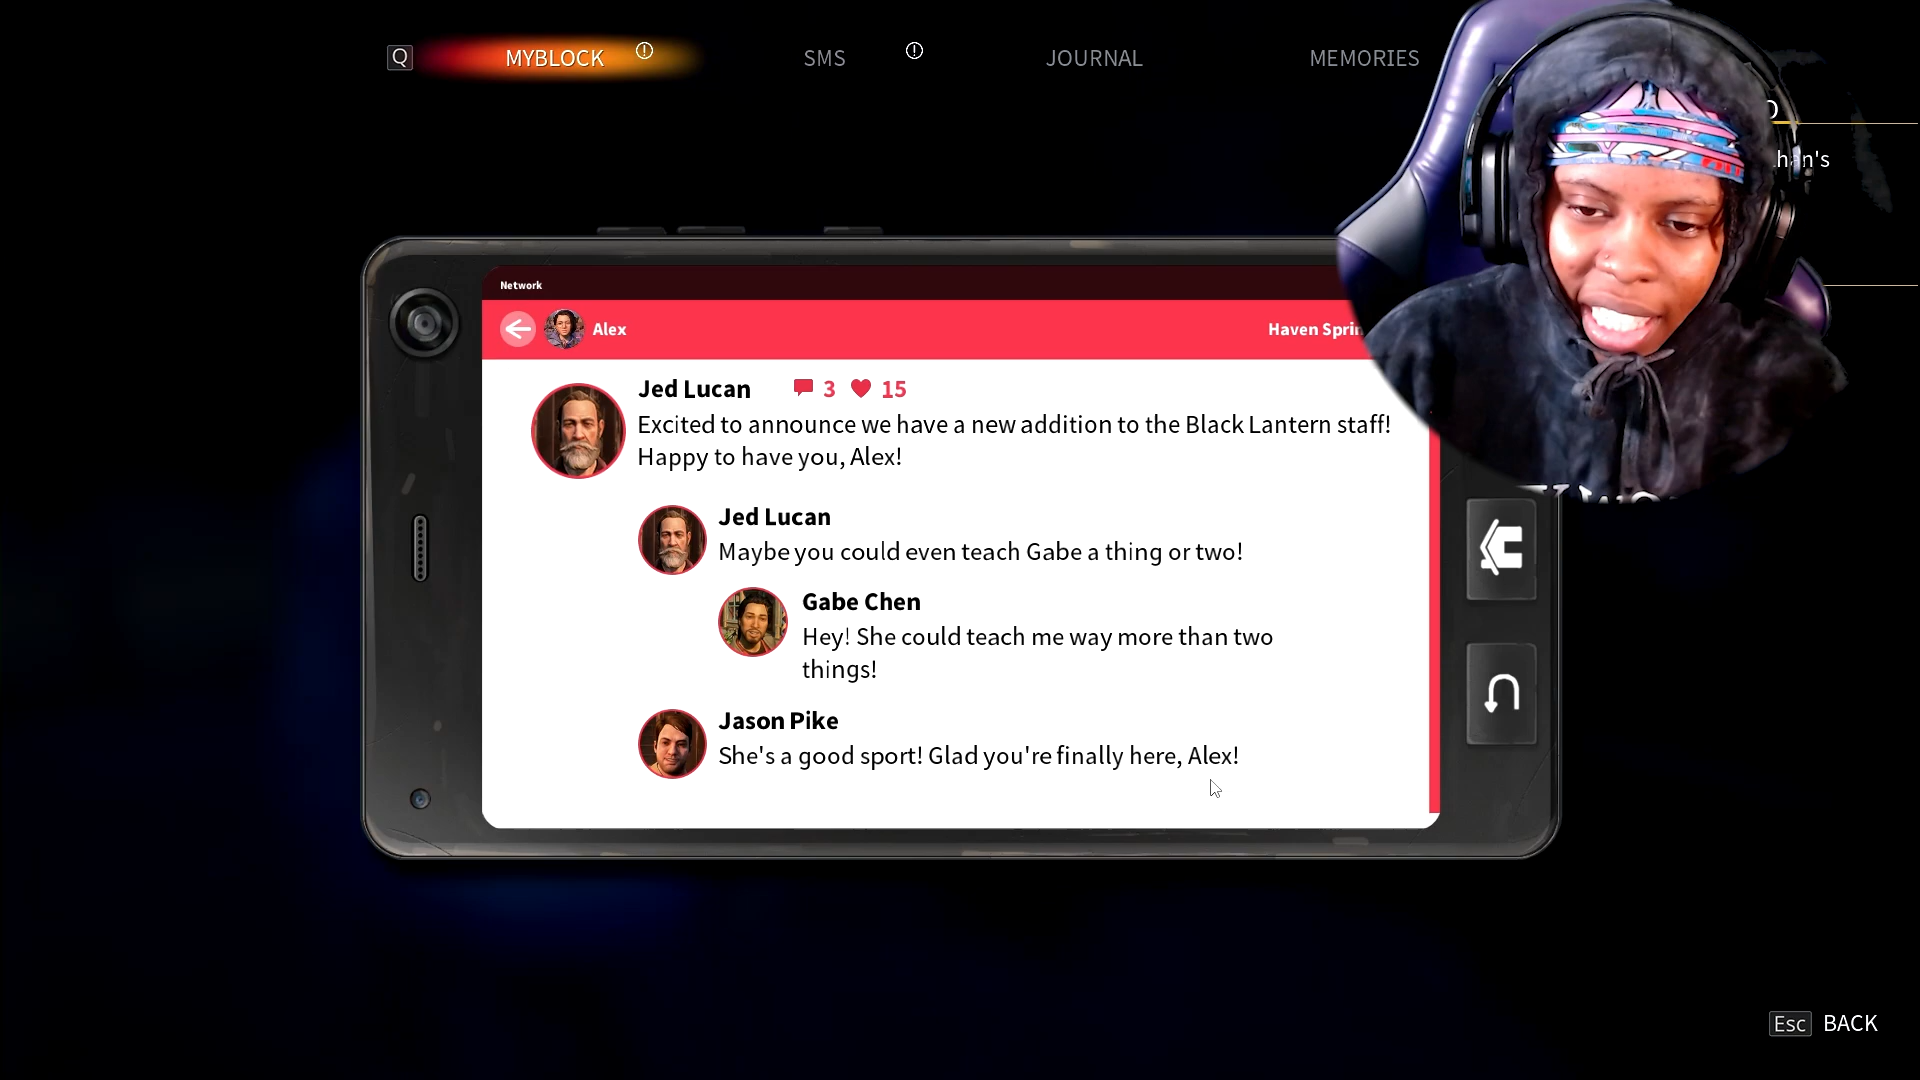 Q MYBLOCK SMS JOURNAL MEMORIES
Network
Alex
Jed Lucan 3 15
Excited to announce we have a new addition to the Black Lantern staff!
Happy to have you, Alex!
Jed Lucan
Maybe you could even teach Gabe a thing or two!
Gabe Chen
Hey! She could teach me way more than two
things!
Jason Pike
She's a good sport! Glad you're finally here, Alex!
Esc BACK